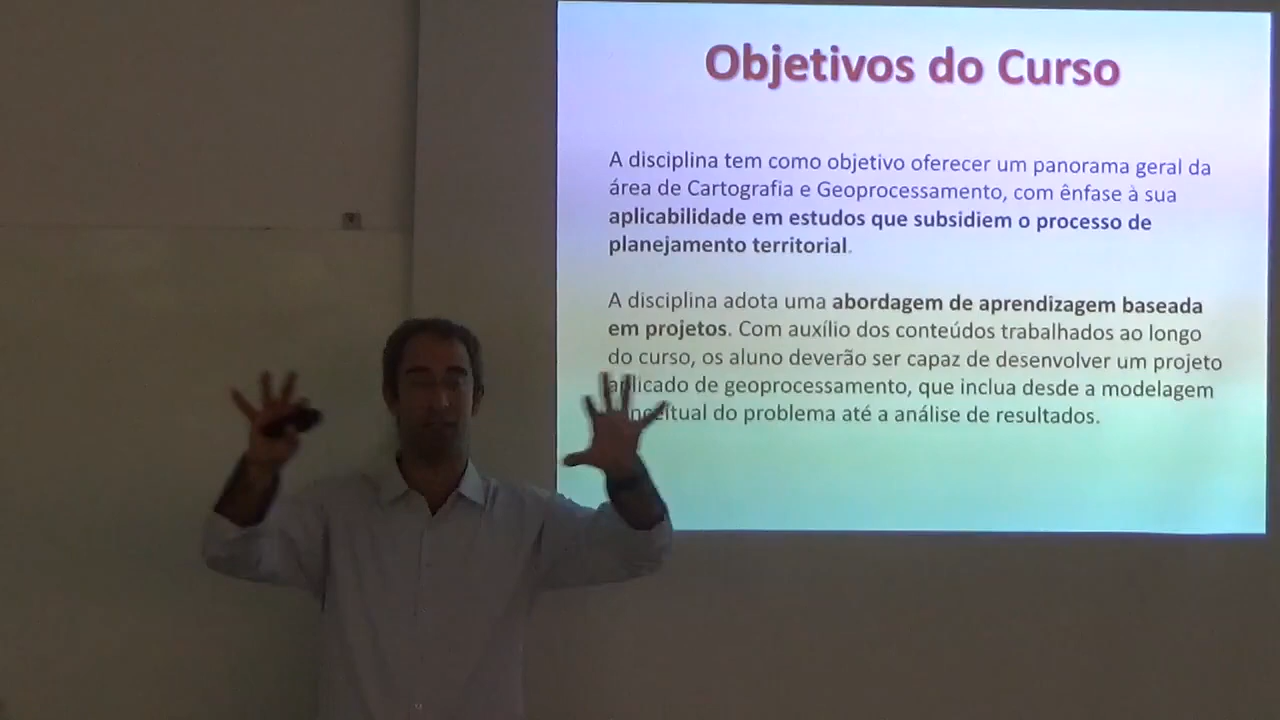 Objetivos do Curso
A disciplina tem como objetivo oferecer um panorama geral da
área de Cartografia e Geoprocessamento, com ênfase à sua
aplicabilidade em estudos que subsidiem o processo de
planejamento territorial.
A disciplina adota uma abordagem de aprendizagem baseada
em projetos. Com auxílio dos conteúdos trabalhados ao longo
do curso, os aluno deverão ser capaz de desenvolver um projeto
aplicado de geoprocessamento, que inclua desde a modelagem
do problema até a análise de resultados.